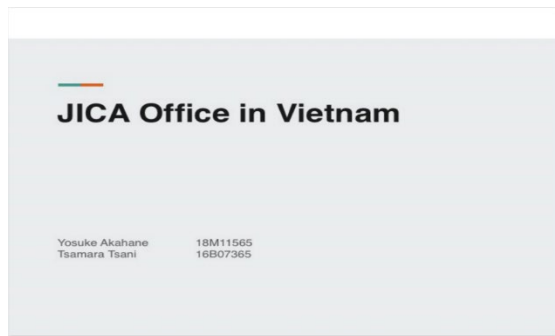 JICA Office in Vietnam
Yosuke Akahane 18M11565
Tsamara Tsani 16B07365